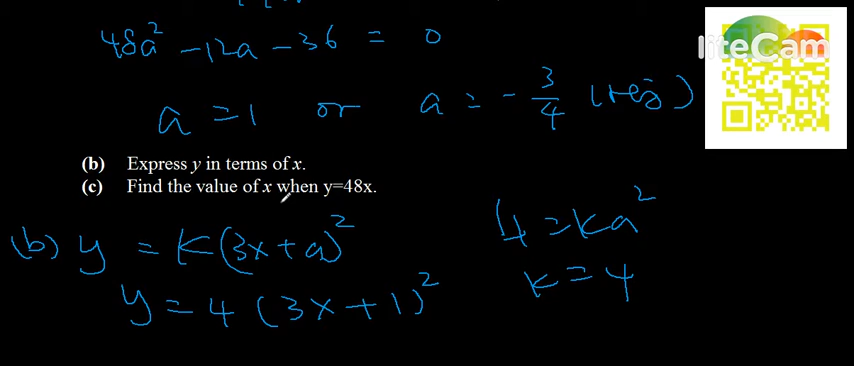 48a² - 12a - 36 = 0
liteCam
a = 1 or a = - 3/4 (rej)
(b) Express y in terms of x.
(c) Find the value of x when y=48x.
4 = ka²
(b) y = k(3x + a)²
k = 4
y = 4 (3x + 1)²